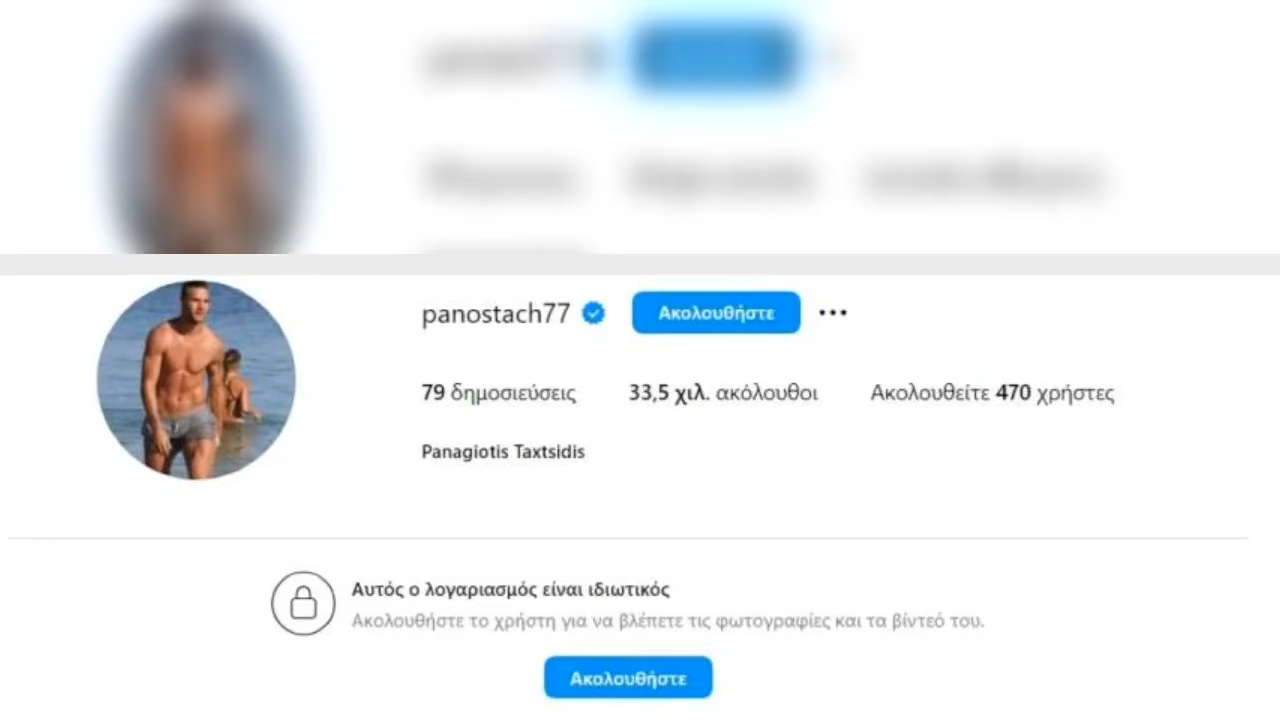 panostach77 Ακολουθήστε
79 δημοσιεύσεις 33,5 χιλ. ακόλουθοι Ακολουθείτε 470 χρήστες
Panagiotis Taxtsidis
Αυτός ο λογαριασμός είναι ιδιωτικός
Ακολουθήστε το χρήστη για να βλέπετε τις φωτογραφίες και τα βίντεό του.
Ακολουθήστε